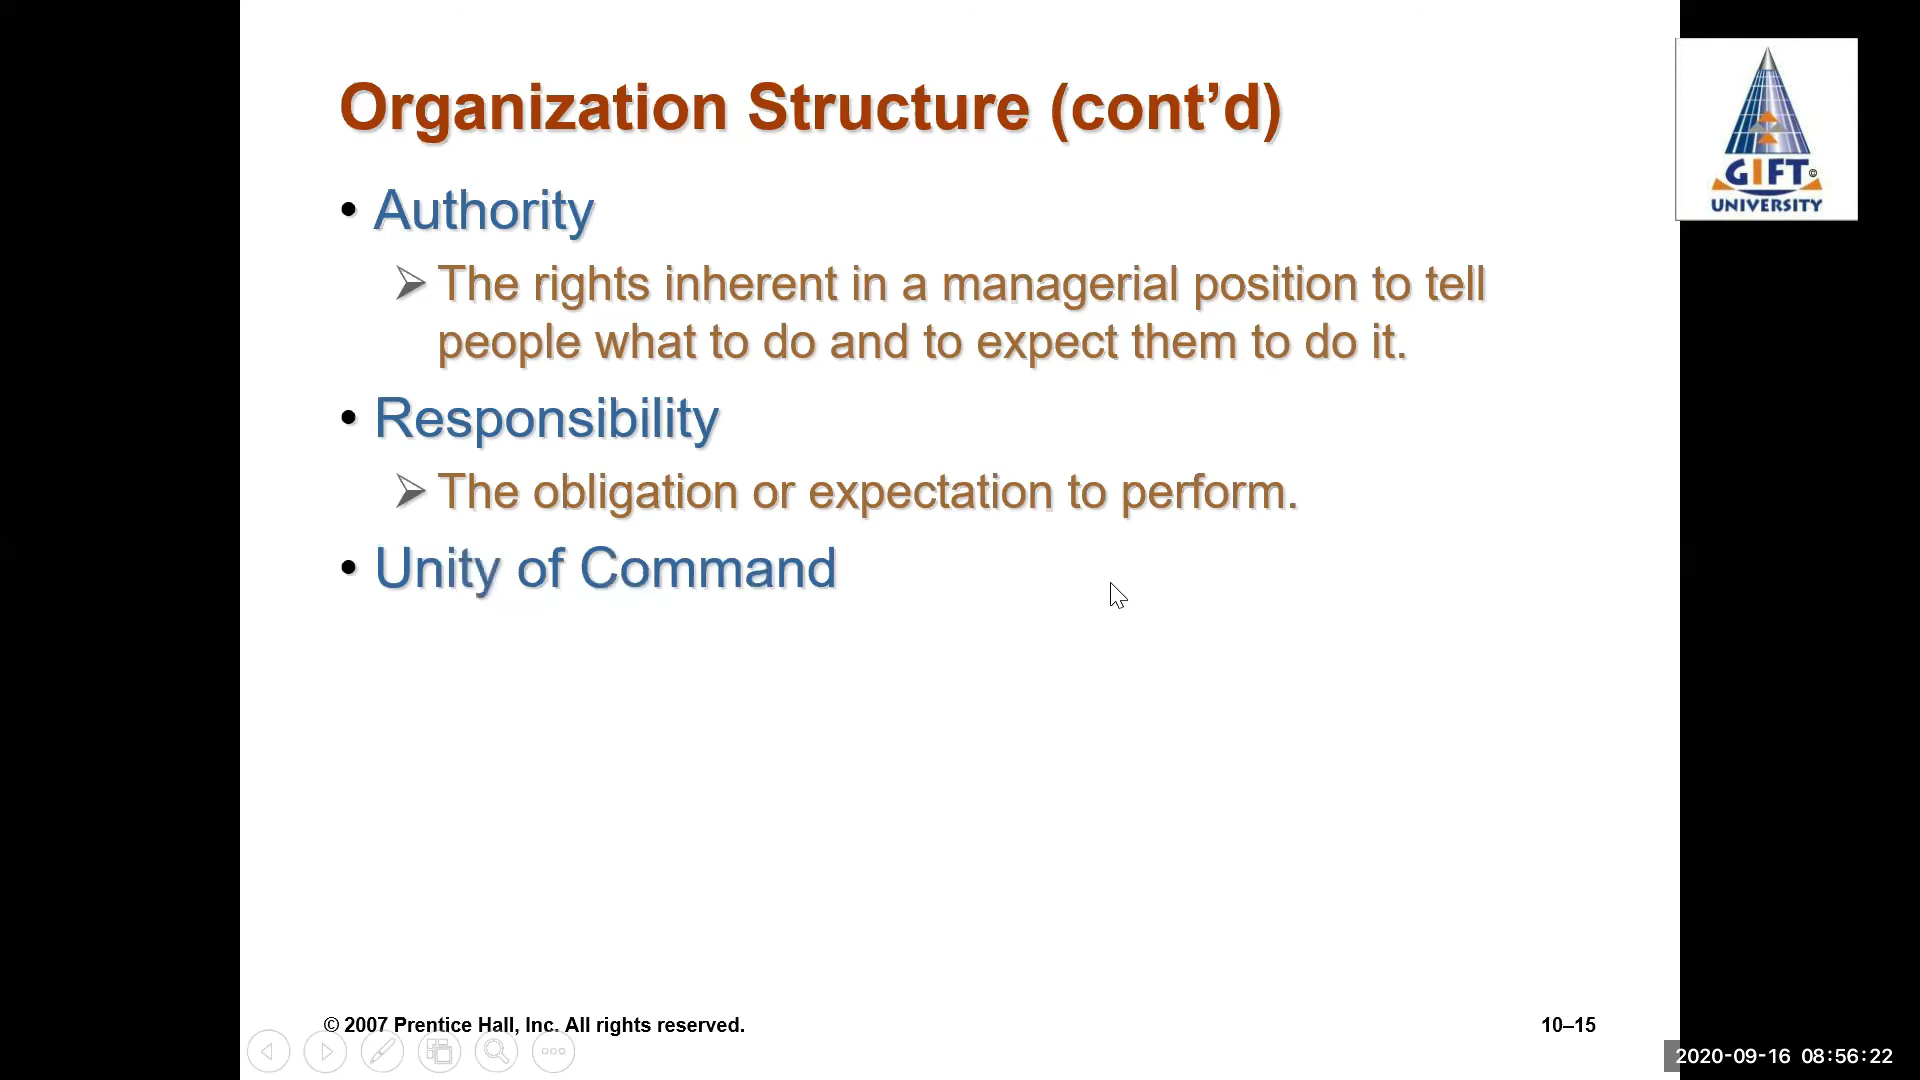 Organization Structure (cont’d)
GIFT©
UNIVERSITY
• Authority
➢ The rights inherent in a managerial position to tell
people what to do and to expect them to do it.
• Responsibility
➢ The obligation or expectation to perform.
• Unity of Command
© 2007 Prentice Hall, Inc. All rights reserved.
10–15
2020-09-16 08:56:22